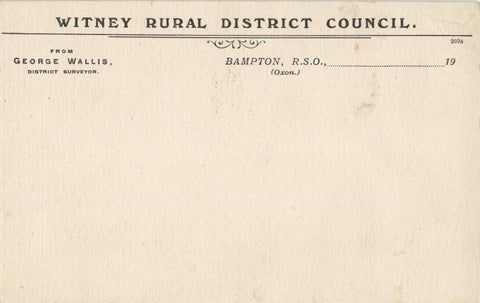 WITNEY RURAL DISTRICT COUNCIL.
2098
FROM
GEORGE WALLIS,
DISTRICT SURVEYOR.
BAMPTON, R.S.O., 19
(Oxon.)